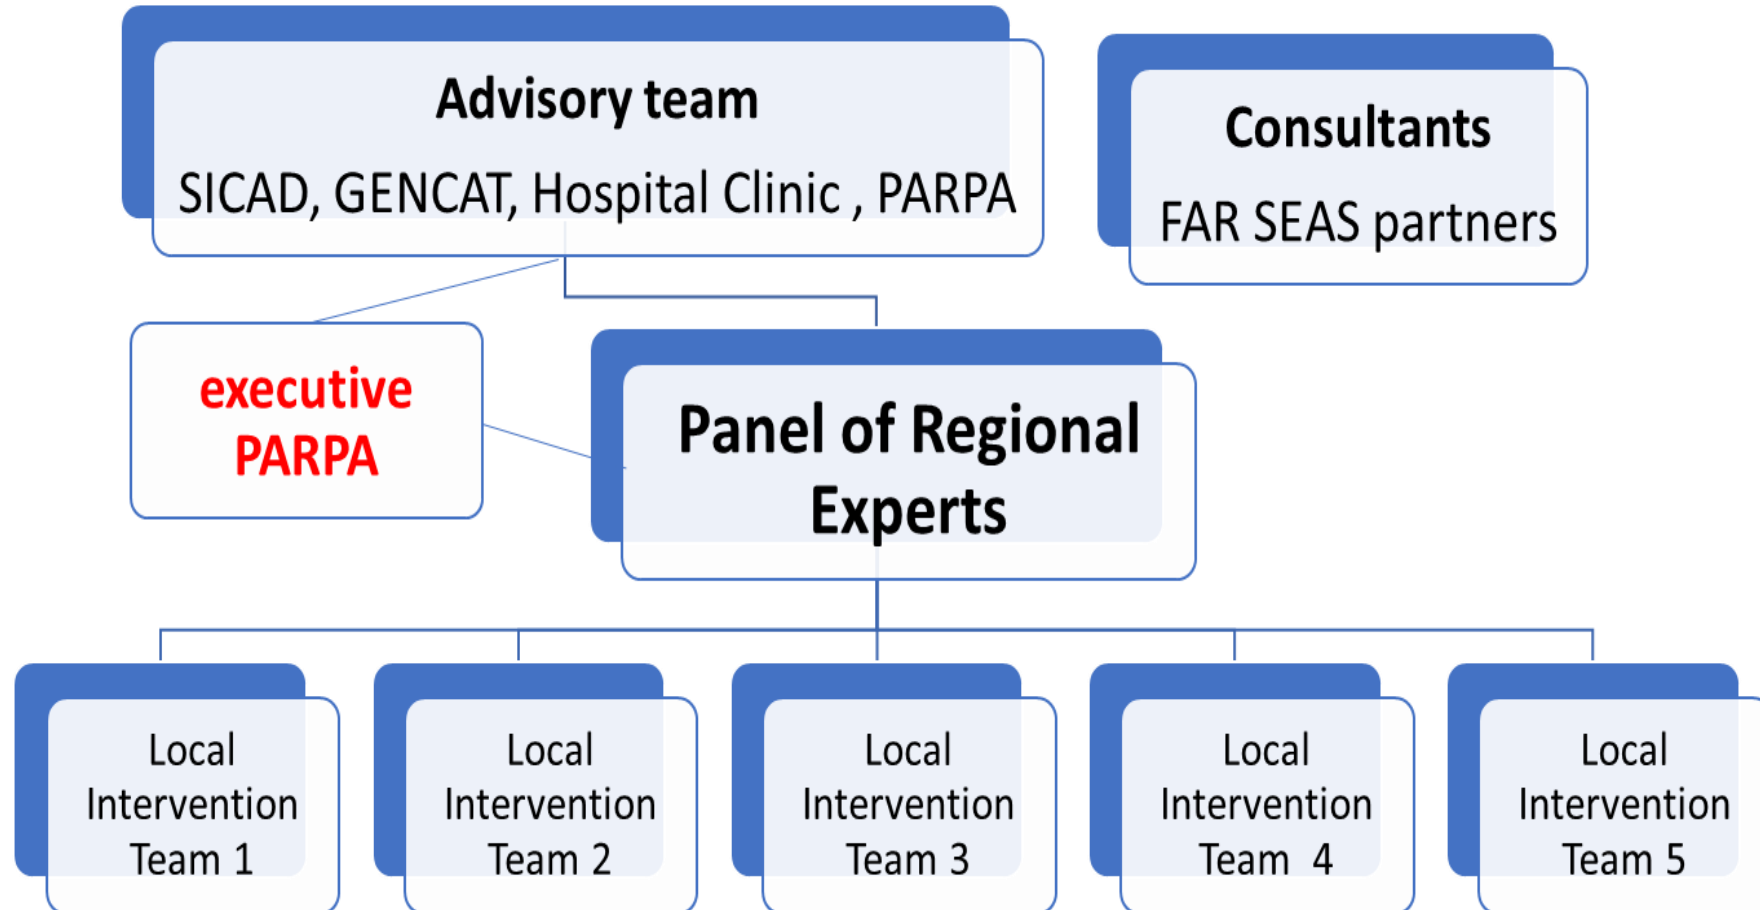 Advisory team
SICAD, GENCAT, Hospital Clinic , PARPA
Consultants
FAR SEAS partners
executive
PARPA
Panel of Regional
Experts
Local
Intervention
Team 1
Local
Intervention
Team 2
Local
Intervention
Team 3
Local
Intervention
Team  4
Local
Intervention
Team 5